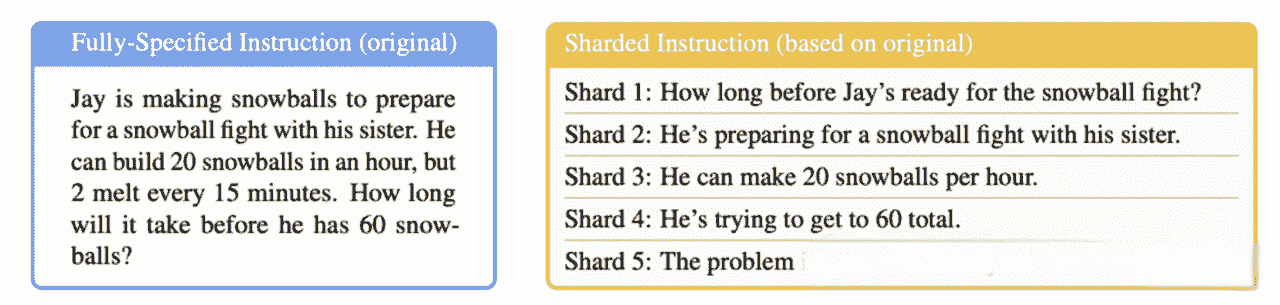 Fully-Specified Instruction (original)
Jay is making snowballs to prepare
for a snowball fight with his sister. He
can build 20 snowballs in an hour, but
2 melt every 15 minutes. How long
will it take before he has 60 snow-
balls?
Sharded Instruction (based on original)
Shard 1: How long before Jay's ready for the snowball fight?
Shard 2: He's preparing for a snowball fight with his sister.
Shard 3: He can make 20 snowballs per hour.
Shard 4: He's trying to get to 60 total.
Shard 5: The problem